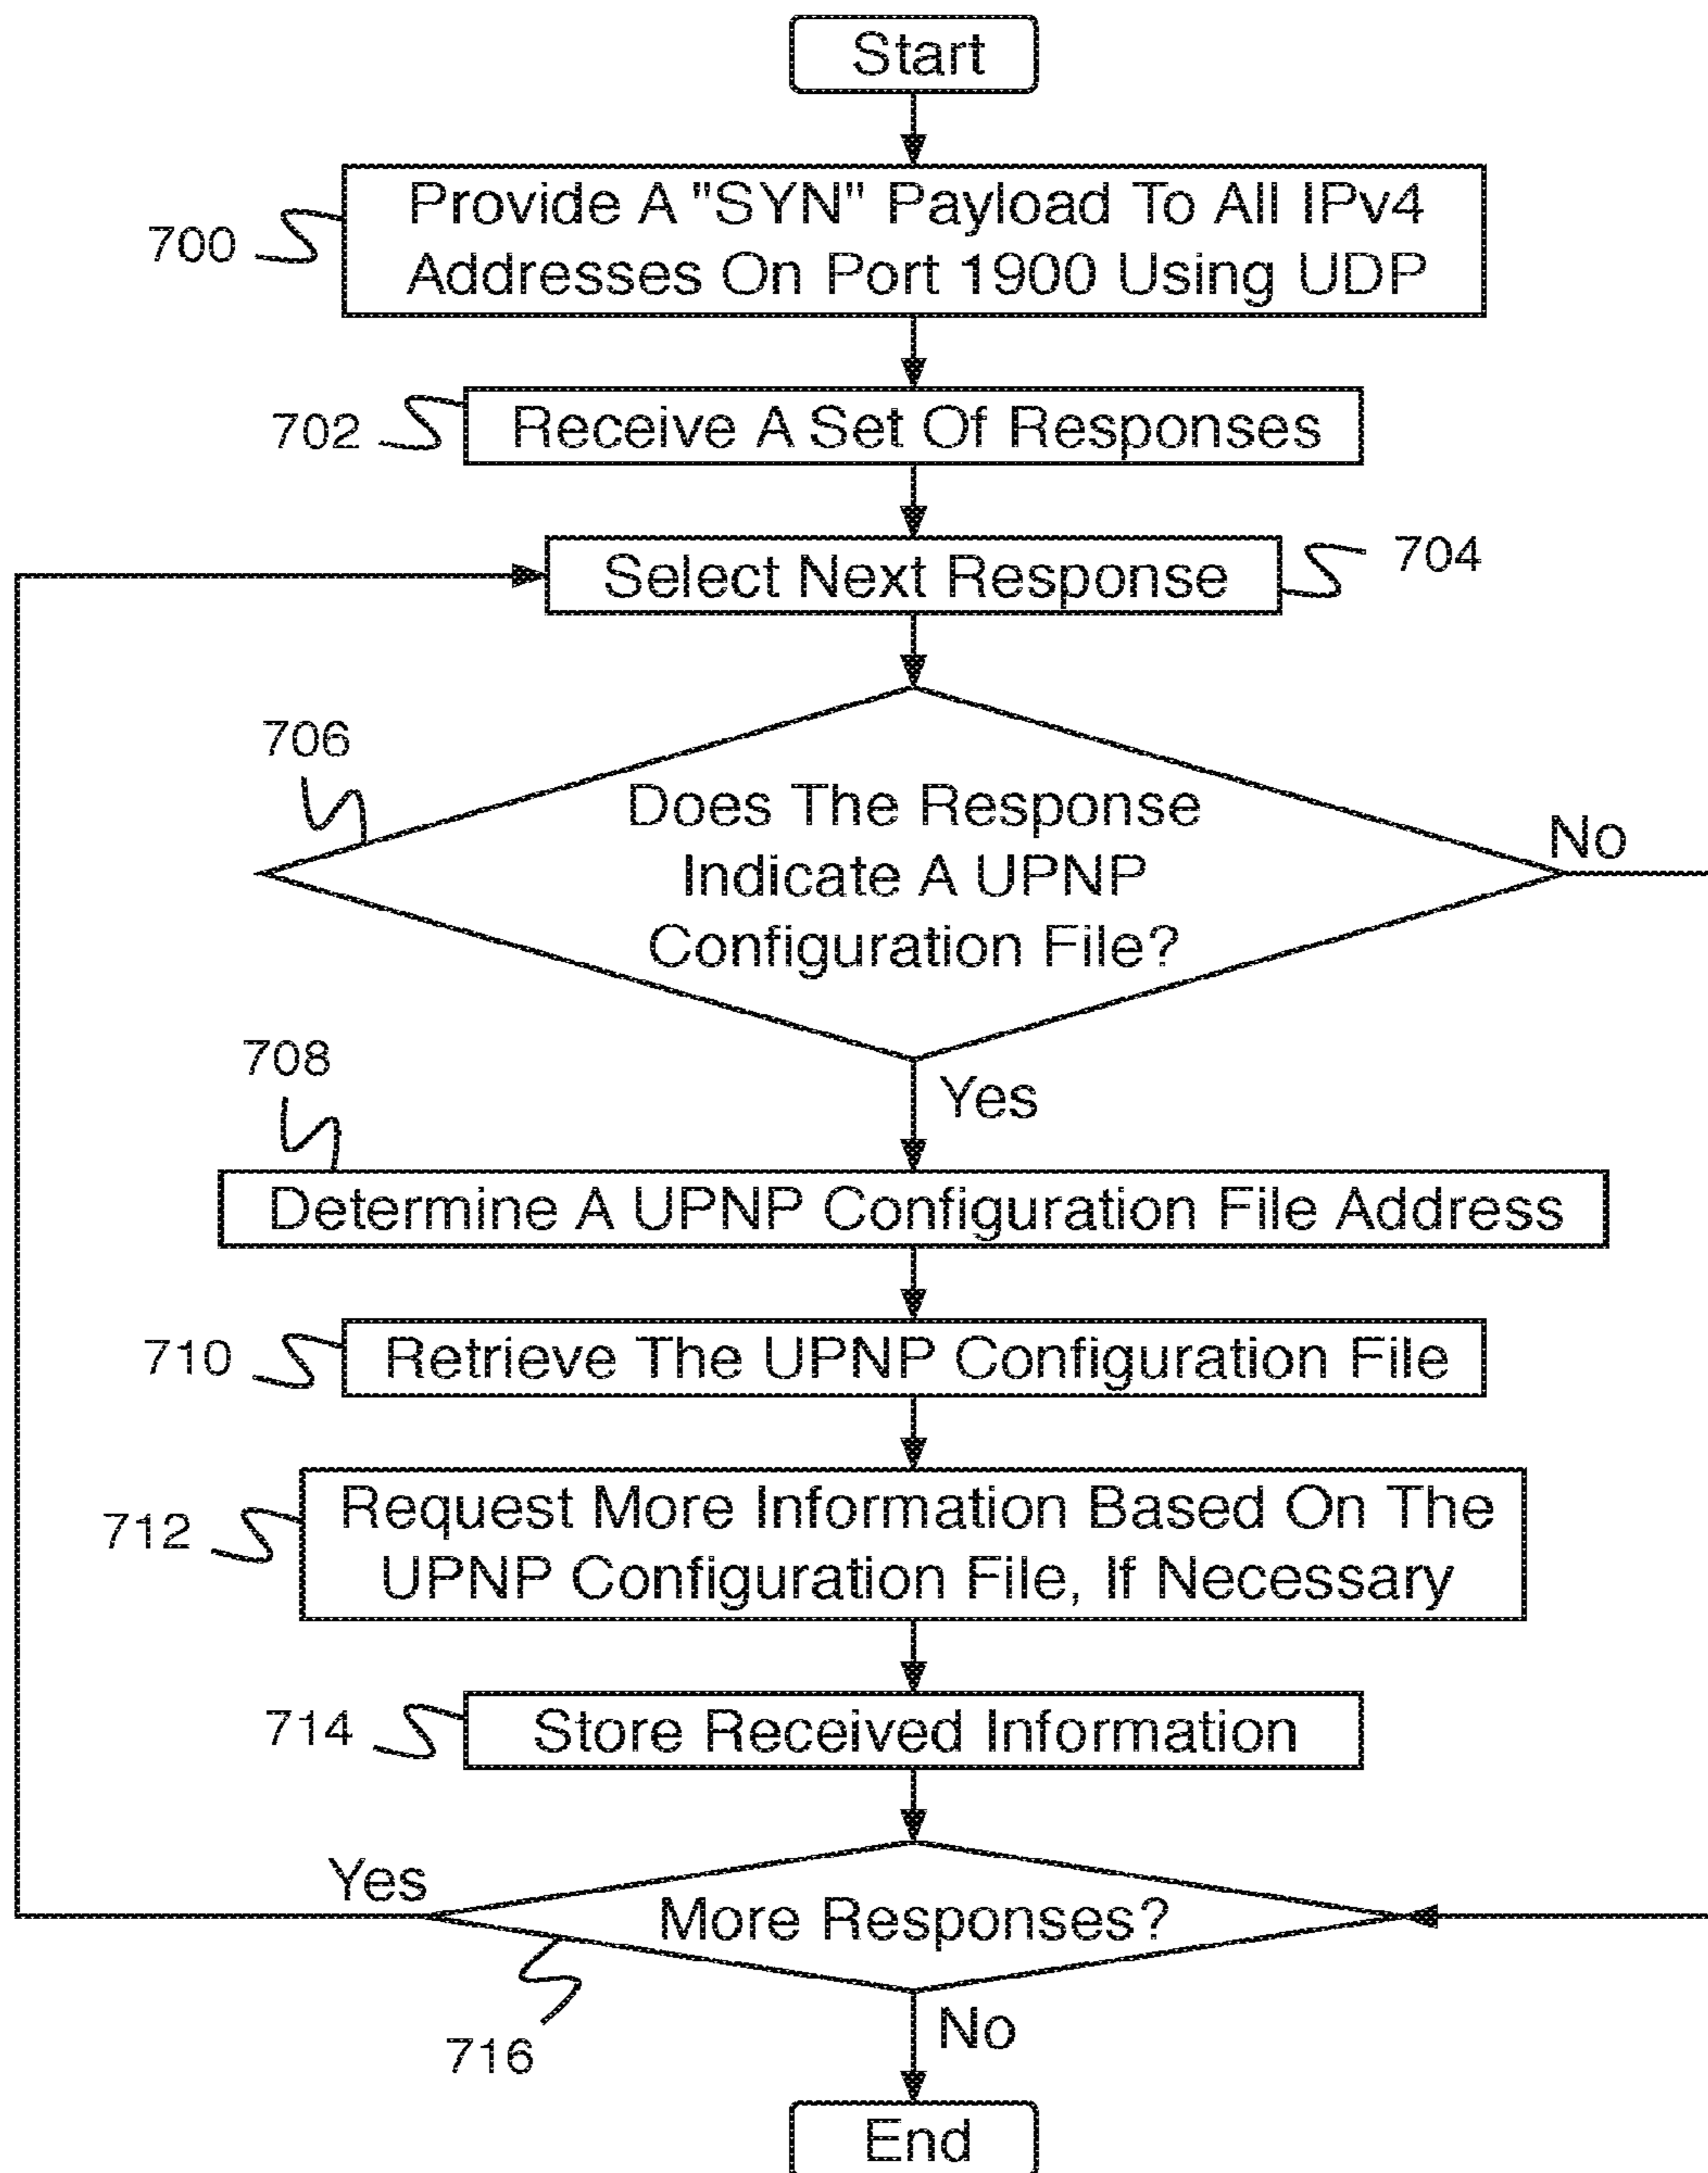 Start
700
Provide A "SYN" Payload To All IPv4
Addresses On Port 1900 Using UDP
702
Receive A Set Of Responses
Select Next Response
704
706
Does The Response
Indicate A UPNP
Configuration File?
No
708
Yes
Determine A UPNP Configuration File Address
710
Retrieve The UPNP Configuration File
712
Request More Information Based On The
UPNP Configuration File, If Necessary
714
Store Received Information
Yes
More Responses?
716
No
End